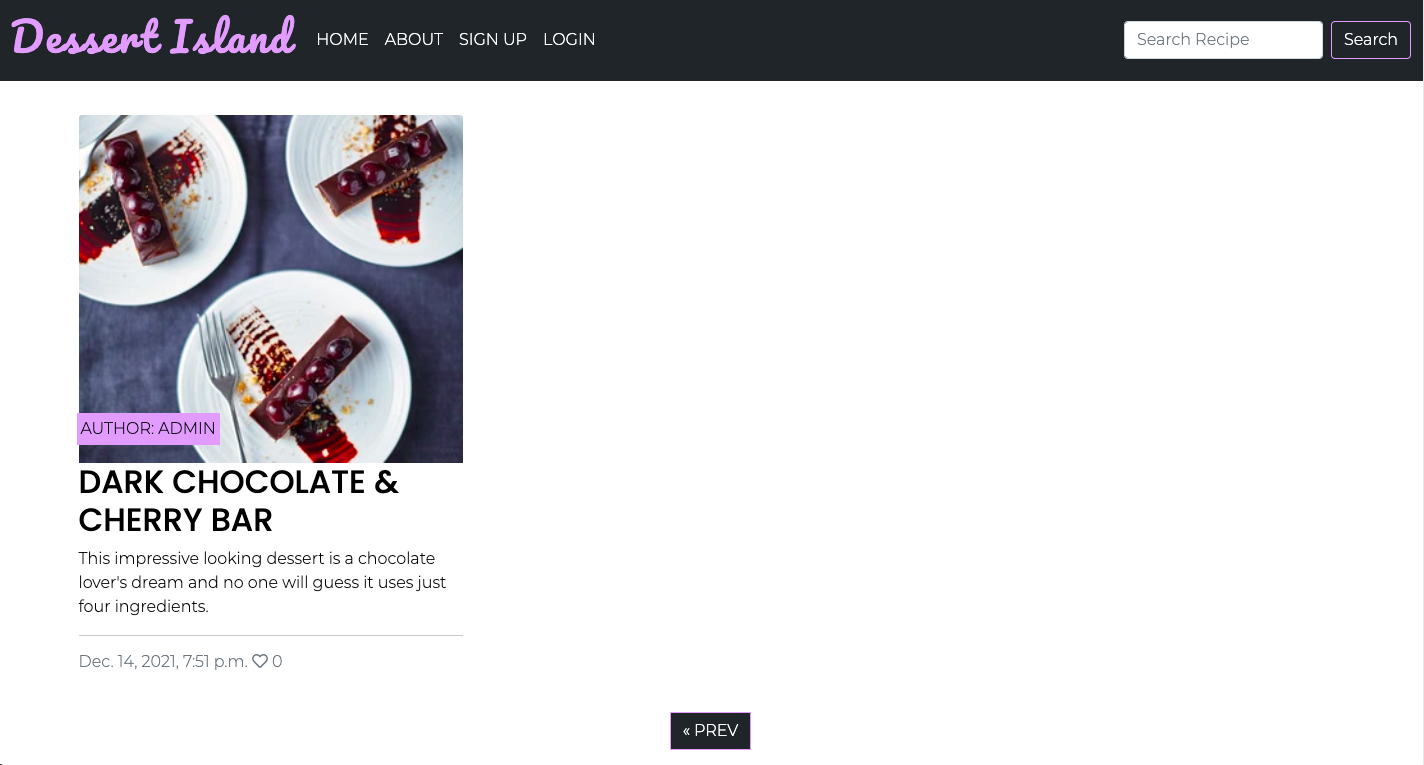 Dessert Island
HOME ABOUT SIGN UP LOGIN
Search Recipe
Search
AUTHOR: ADMIN
DARK CHOCOLATE &
CHERRY BAR
This impressive looking dessert is a chocolate
lover's dream and no one will guess it uses just
four ingredients.
Dec. 14, 2021, 7:51 p.m. 0
« PREV